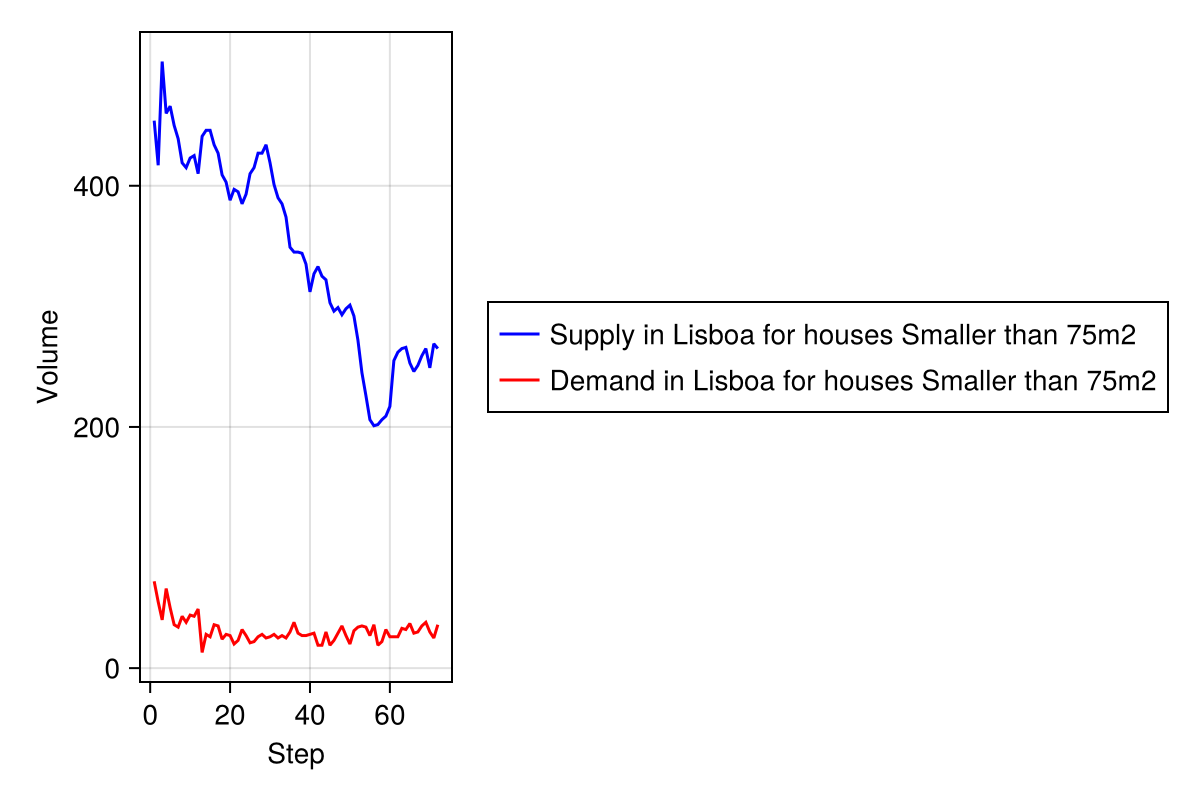 Volume
400
200
0
0 20 40 60
Step
Supply in Lisboa for houses Smaller than 75m2
Demand in Lisboa for houses Smaller than 75m2